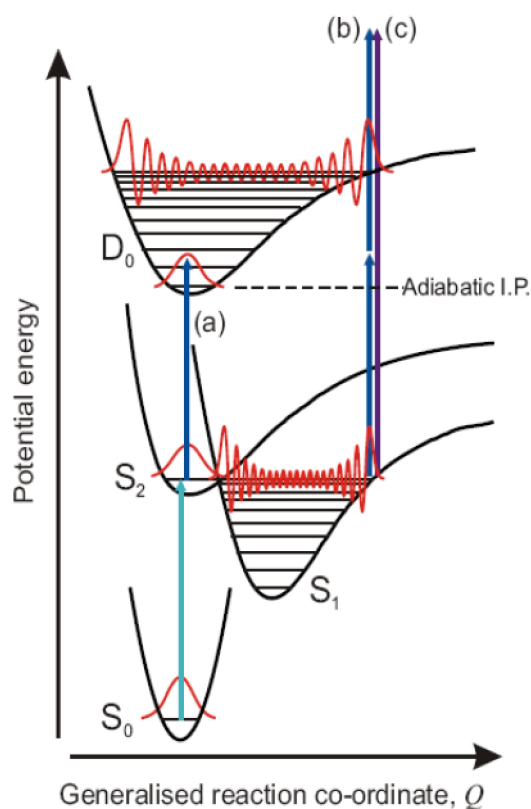 (b) (c)
D₀
Adiabatic I.P.
(a)
S₂
S₁
S₀
Potential energy
Generalised reaction co-ordinate, Q